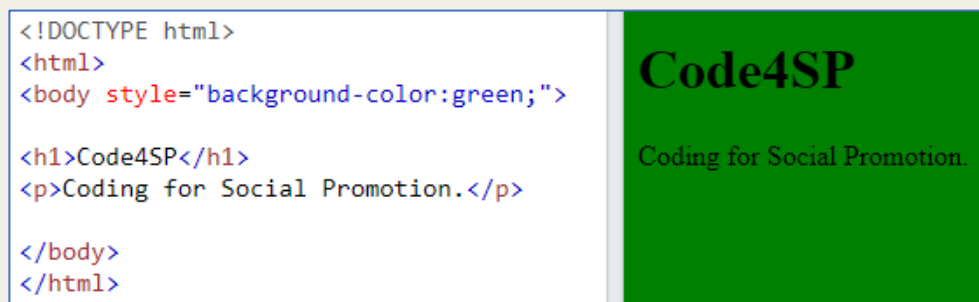 <!DOCTYPE html>
<html>
<body style="background-color:green;">
<h1>Code4SP</h1>
<p>Coding for Social Promotion.</p>
</body>
</html>
Code4SP
Coding for Social Promotion.